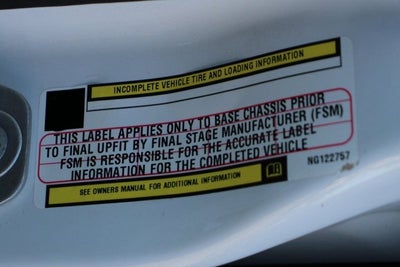 INCOMPLETE VEHICLE TIRE AND LOADING INFORMATION
THIS LABEL APPLIES ONLY TO BASE CHASSIS PRIOR
TO FINAL UPFIT BY FINAL STAGE MANUFACTURER (FSM)
FSM IS RESPONSIBLE FOR THE ACCURATE LABEL
INFORMATION FOR THE COMPLETED VEHICLE
NG122757
SEE OWNERS MANUAL FOR ADDITIONAL INFORMATION